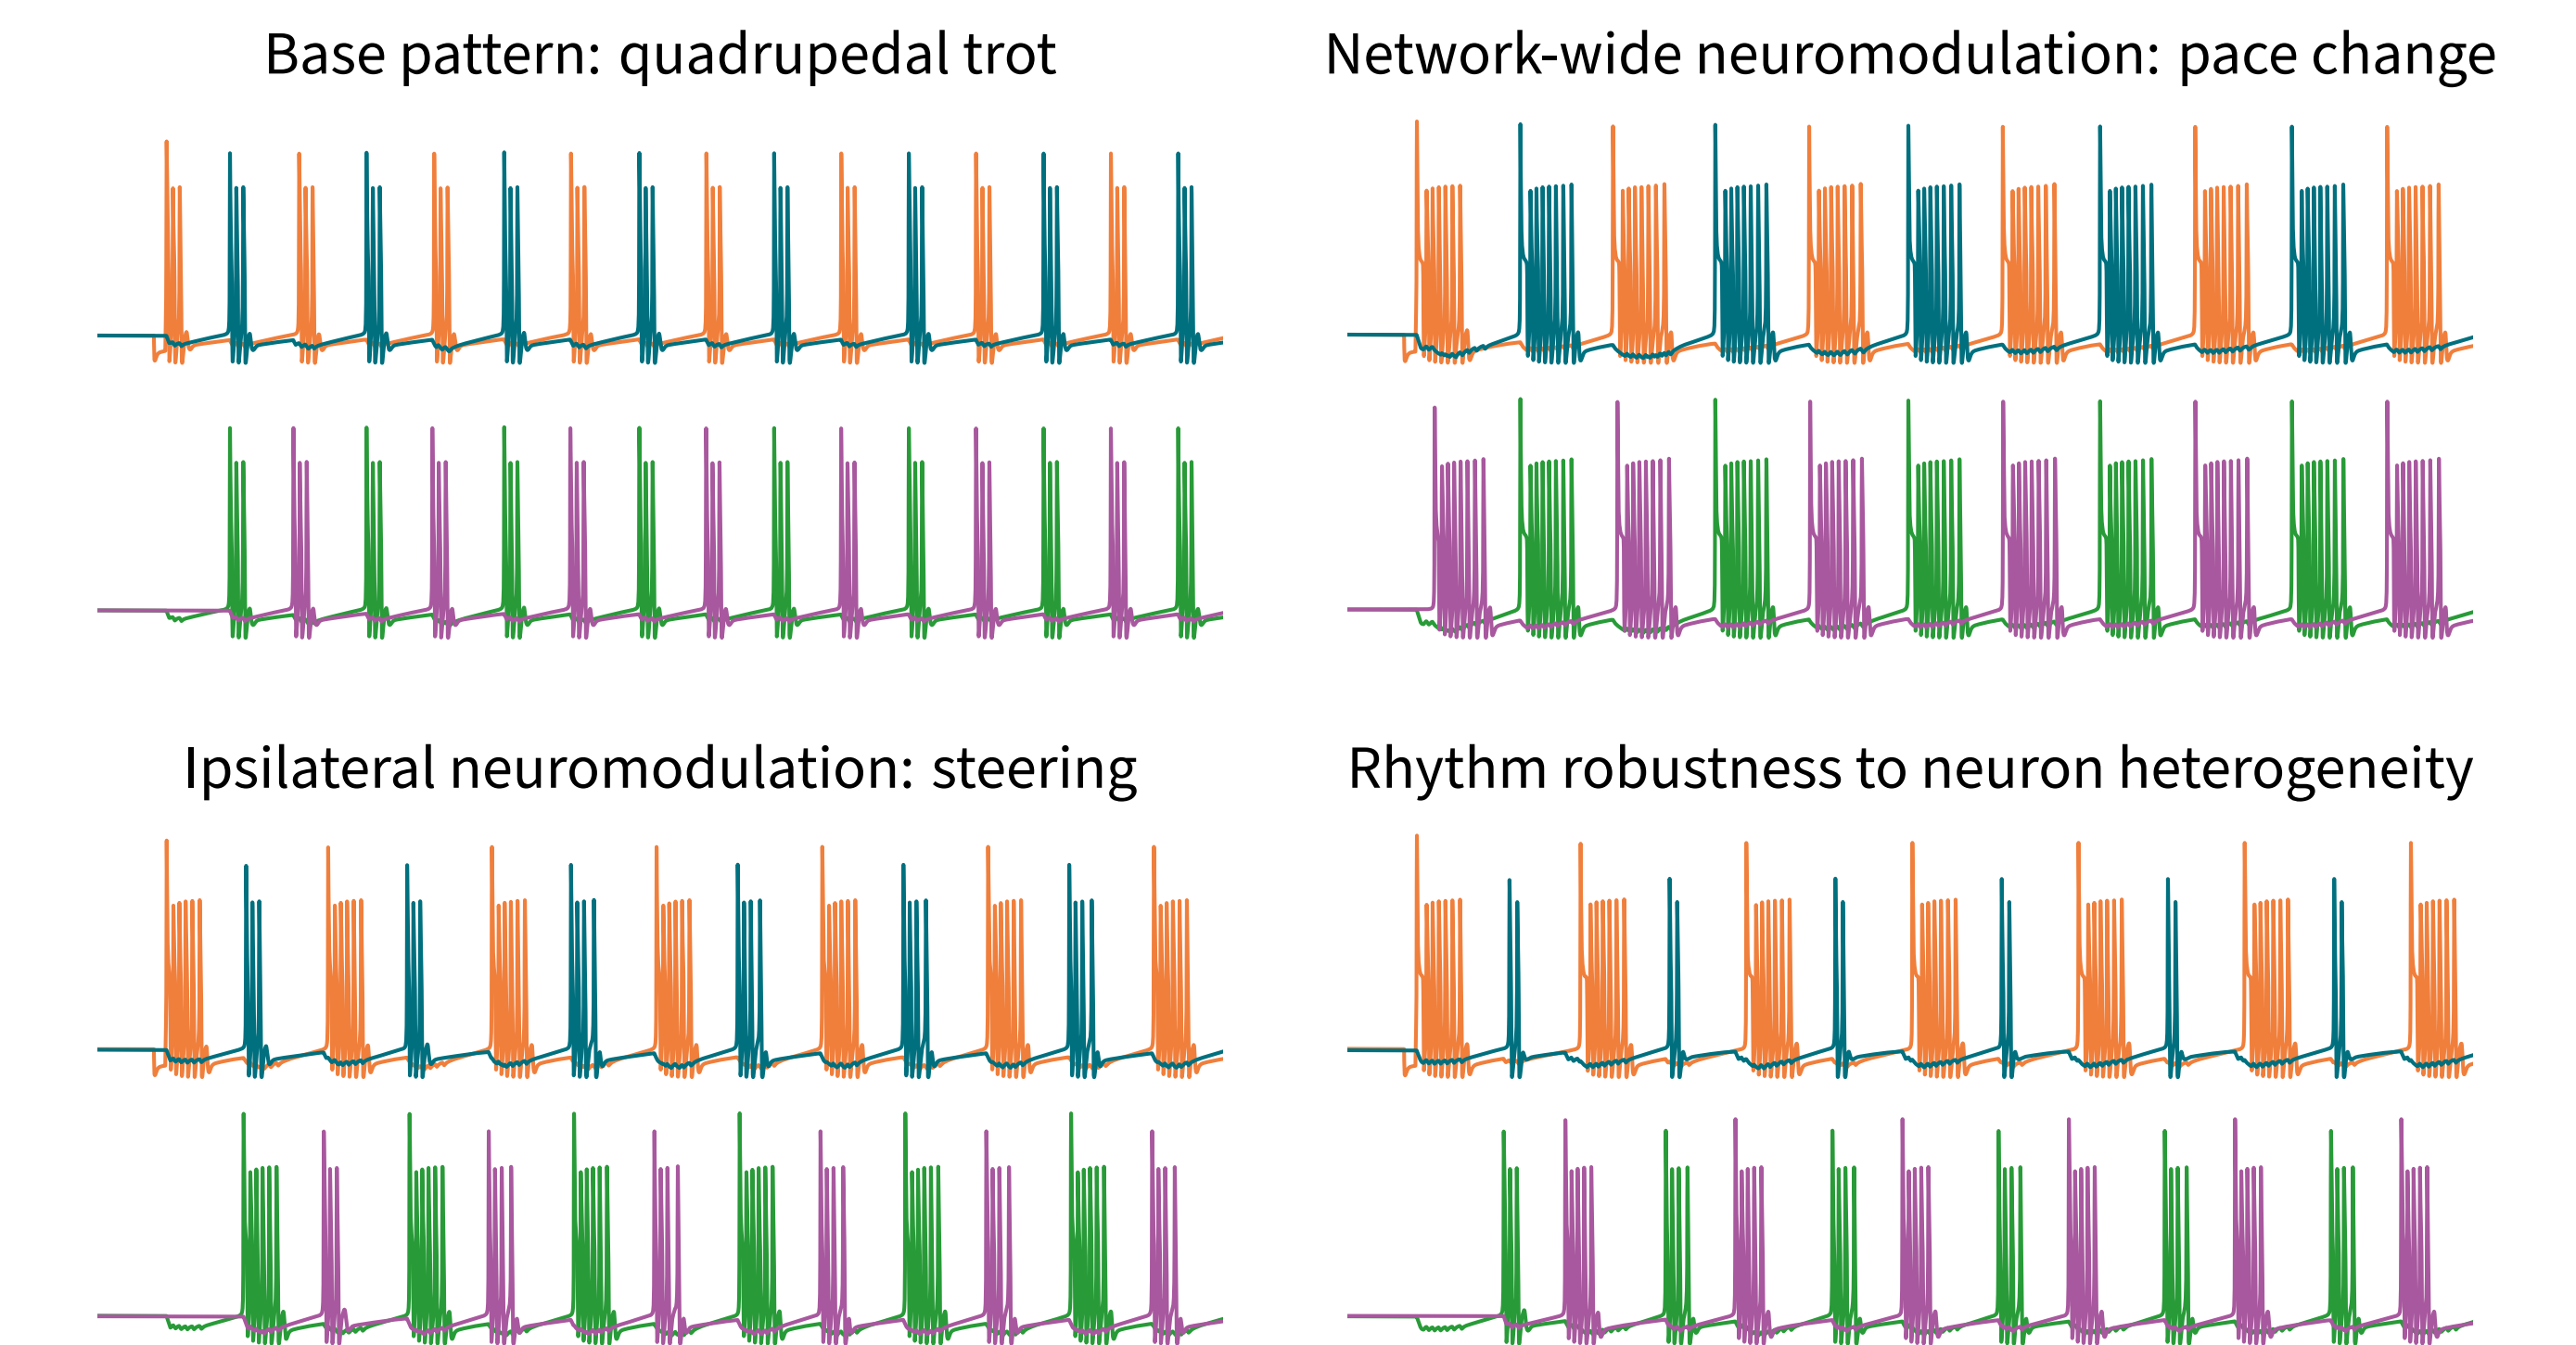 Base pattern: quadrupedal trot
Network-wide neuromodulation: pace change
Ipsilateral neuromodulation: steering
Rhythm robustness to neuron heterogeneity